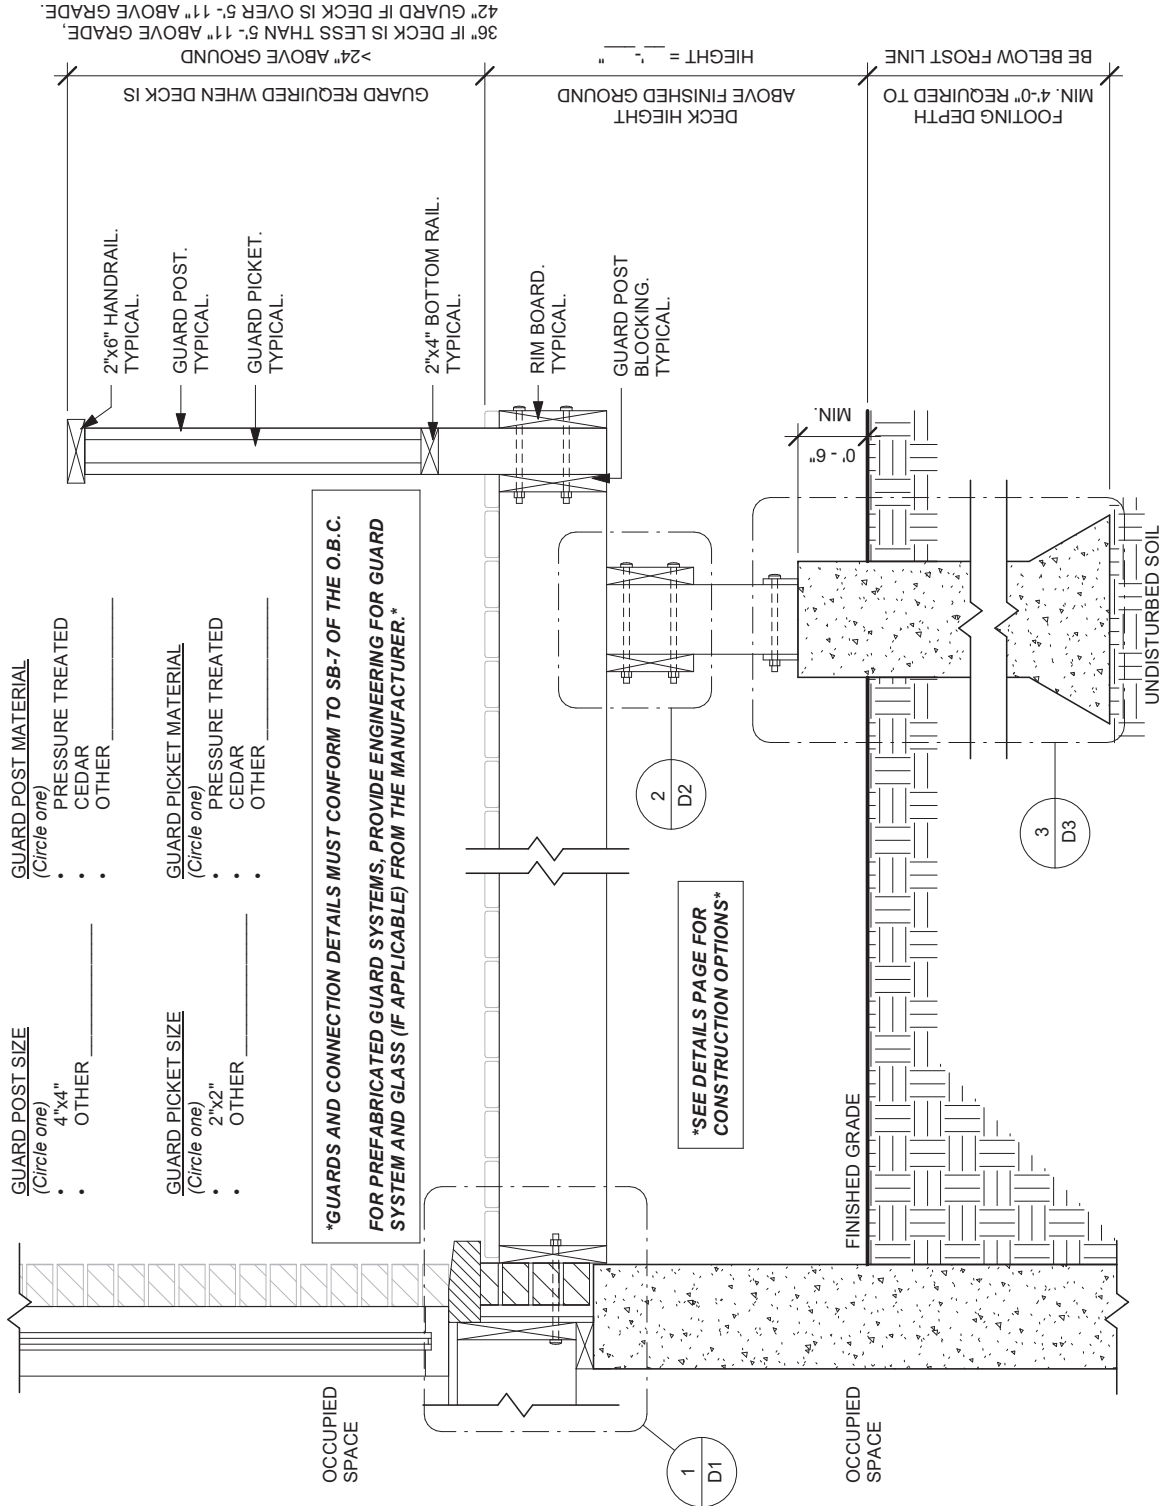 GUARD POST SIZE
(Circle one)
• 4"x4"
• OTHER ____________
GUARD POST MATERIAL
(Circle one)
• PRESSURE TREATED
• CEDAR
• OTHER ____________
GUARD PICKET SIZE
(Circle one)
• 2"x2"
• OTHER ____________
GUARD PICKET MATERIAL
(Circle one)
• PRESSURE TREATED
• CEDAR
• OTHER ____________
*GUARDS AND CONNECTION DETAILS MUST CONFORM TO SB-7 OF THE O.B.C.
FOR PREFABRICATED GUARD SYSTEMS, PROVIDE ENGINEERING FOR GUARD
SYSTEM AND GLASS (IF APPLICABLE) FROM THE MANUFACTURER.*
2"x6" HANDRAIL.
TYPICAL.
GUARD POST.
TYPICAL.
GUARD PICKET.
TYPICAL.
2"x4" BOTTOM RAIL.
TYPICAL.
RIM BOARD.
TYPICAL.
GUARD POST
BLOCKING.
TYPICAL.
GUARD REQUIRED WHEN DECK IS
>24" ABOVE GROUND
36" IF DECK IS LESS THAN 5'- 11" ABOVE GRADE,
42" GUARD IF DECK IS OVER 5'- 11" ABOVE GRADE.
DECK HIEGHT
ABOVE FINISHED GROUND
HIEGHT = __'-___"
FOOTING DEPTH
MIN. 4'-0" REQUIRED TO
BE BELOW FROST LINE
0' - 6"
MIN.
OCCUPIED
SPACE
1
D1
2
D2
*SEE DETAILS PAGE FOR
CONSTRUCTION OPTIONS*
FINISHED GRADE
OCCUPIED
SPACE
3
D3
UNDISTURBED SOIL